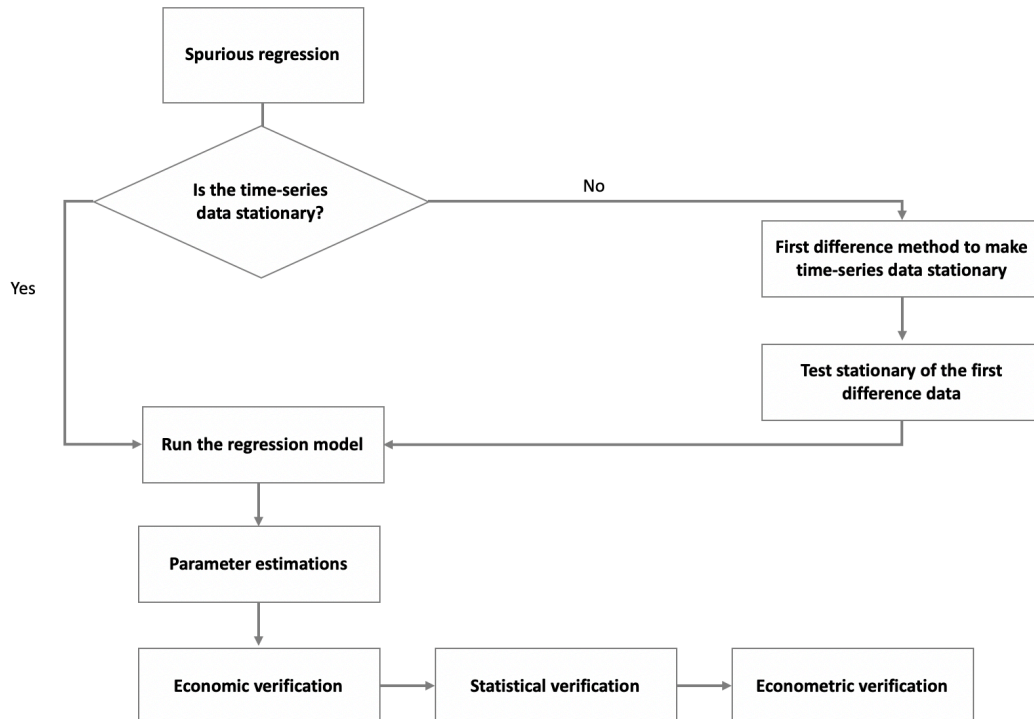 Spurious regression
Is the time-series
data stationary?
No
First difference method to make
time-series data stationary
Yes
Test stationary of the first
difference data
Run the regression model
Parameter estimations
Economic verification
Statistical verification
Econometric verification